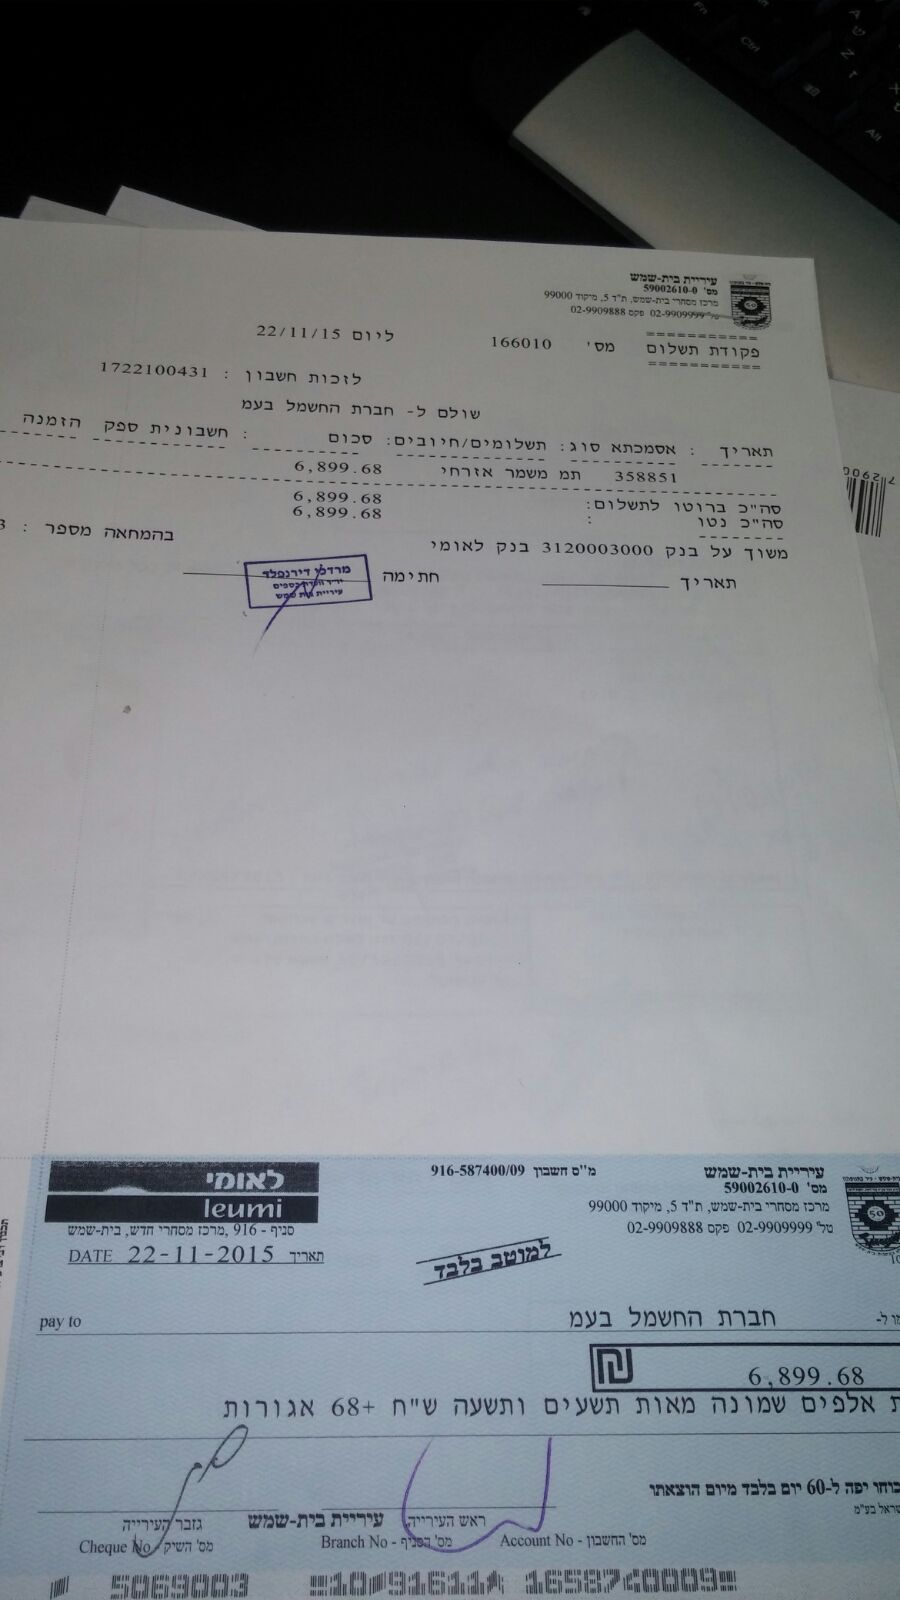 Fn
Ctrl
Alt
עיריית בית-שמש
מס' 59002610-0
מרכז מסחרי בית-שמש, ת"ד 5, מיקוד 99000
טל' 02-9909999 פקס 02-9909888
===========
פקודת תשלום מס' 166010 ליום 22/11/15
===========
לזכות חשבון : 1722100431
שולם ל- חברת החשמל בעמ
תאריך : אסמכתא סוג: תשלומים/חיובים: סכום : חשבונית ספק הזמנה
358851 תמ משמר אזרחי 6,899.68
סה"כ ברוטו לתשלום: 6,899.68
סה"כ נטו : 6,899.68
משוך על בנק 3120003000 בנק לאומי בהמחאה מספר :
תאריך חתימה
מרדכי דירנפלד
עיריית בית שמש
עיריית בית-שמש
מס' 59002610-0
מרכז מסחרי בית-שמש, ת"ד 5, מיקוד 99000
טל' 02-9909999 פקס 02-9909888
מ"ס חשבון 916-587400/09
לאומי
leumi
סניף - 916, מרכז מסחרי חדש, בית-שמש
תאריך 22-11-2015 DATE
למוטב בלבד
pay to חברת החשמל בעמ
₪ 6,899.68
אלפים שמונה מאות תשעים ותשעה ש"ח +68 אגורות
יפה ל-60 יום בלבד מיום הוצאתו
ראש העירייה עיריית בית-שמש גזבר העירייה
מס' החשבון - Account No מס' הסניף - Branch No מס' השיק - Cheque No
5069003 10 91611 1658740009